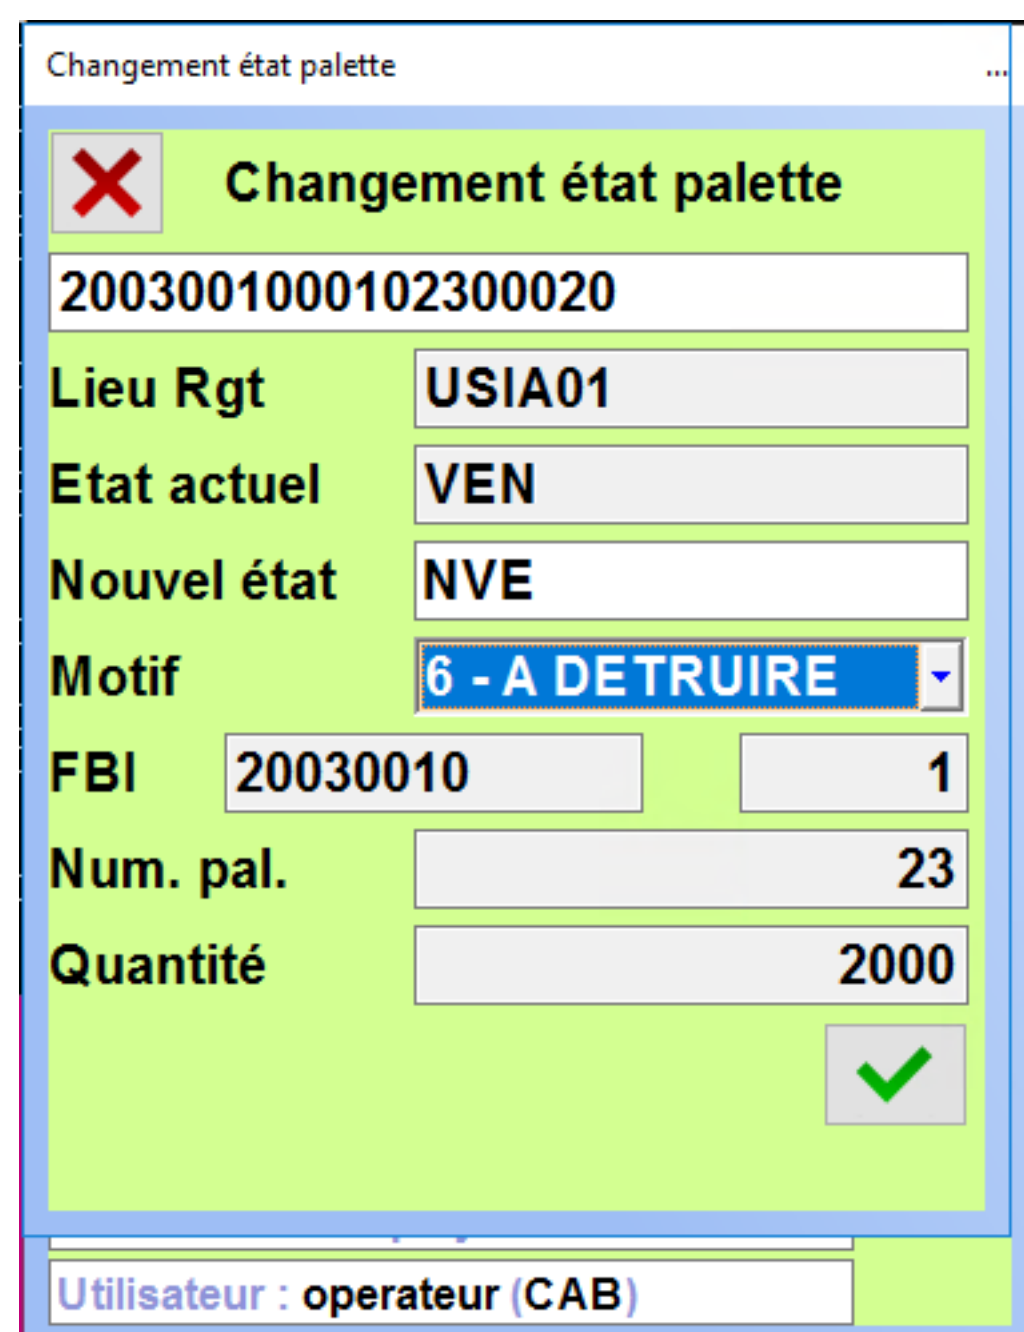 Changement état palette
...
Changement état palette
2003001000102300020
Lieu Rgt USIA01
Etat actuel VEN
Nouvel état NVE
Motif 6 - A DETRUIRE
FBI 20030010 1
Num. pal. 23
Quantité 2000
Utilisateur : operateur (CAB)